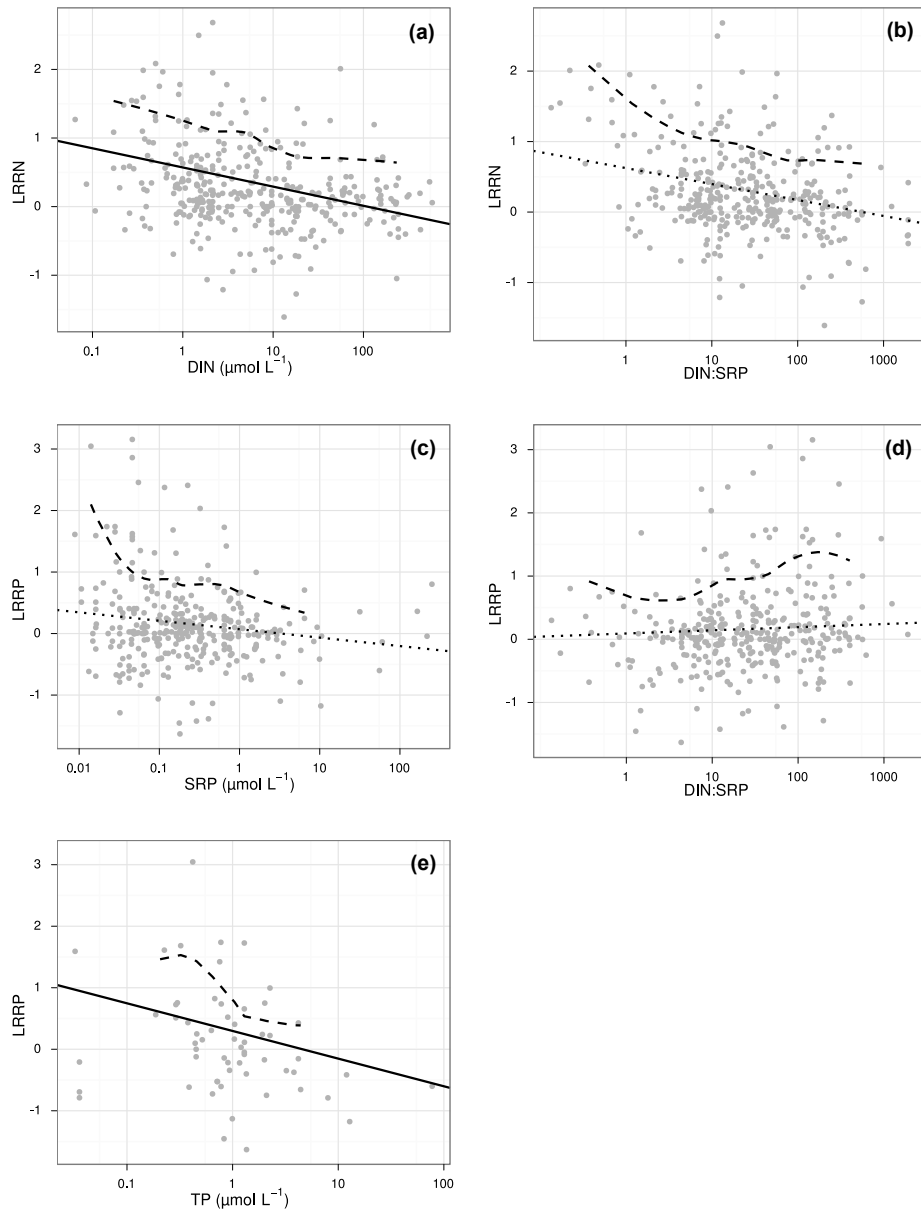 (a)
LRRN
2
1
0
-1
0.1 1 10 100
DIN (μmol L⁻¹)
(b)
LRRN
2
1
0
-1
1 10 100 1000
DIN:SRP
(c)
LRRP
3
2
1
0
-1
0.01 0.1 1 10 100
SRP (μmol L⁻¹)
(d)
LRRP
3
2
1
0
-1
1 10 100 1000
DIN:SRP
(e)
LRRP
3
2
1
0
-1
0.1 1 10 100
TP (μmol L⁻¹)